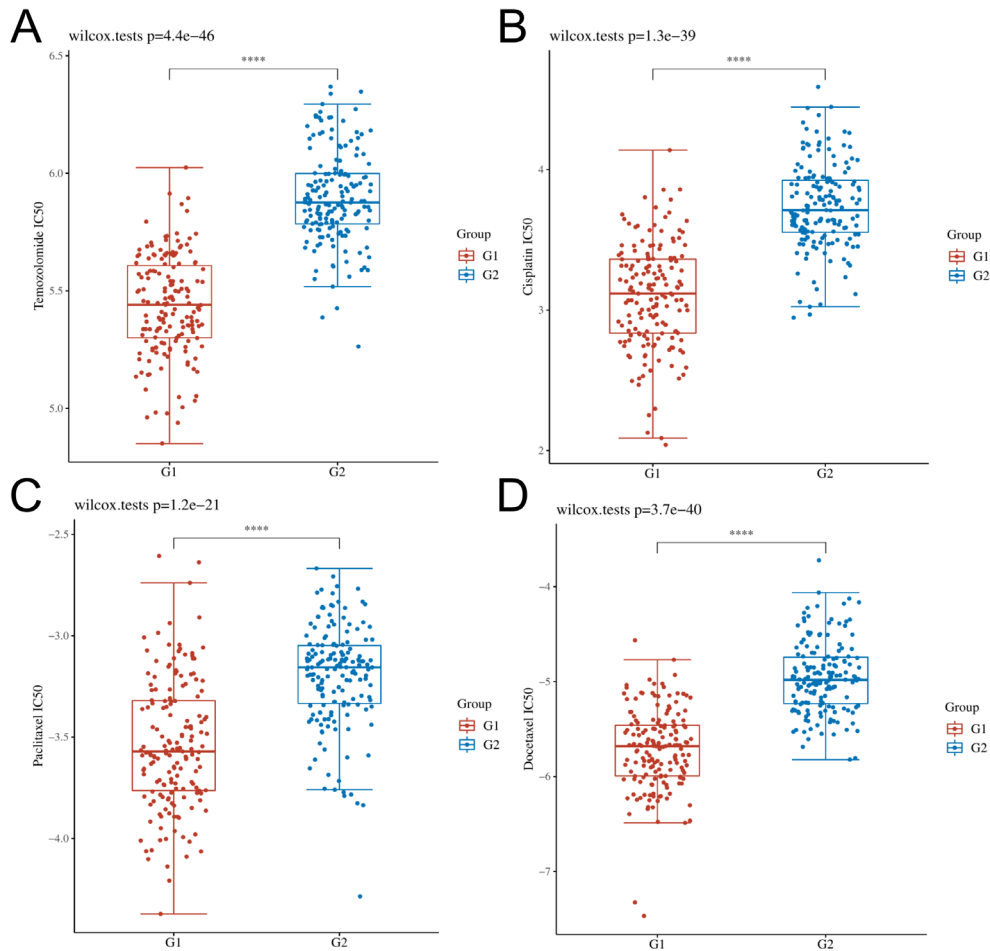 A
wilcox.tests p=4.4e−46
****
6.5
6.0
5.5
5.0
Temozolomide IC50
G1
G2
Group
G1
G2
B
wilcox.tests p=1.3e−39
****
4
3
2
Cisplatin IC50
G1
G2
Group
G1
G2
C
wilcox.tests p=1.2e−21
****
−2.5
−3.0
−3.5
−4.0
Paclitaxel IC50
G1
G2
Group
G1
G2
D
wilcox.tests p=3.7e−40
****
−4
−5
−6
−7
Docetaxel IC50
G1
G2
Group
G1
G2